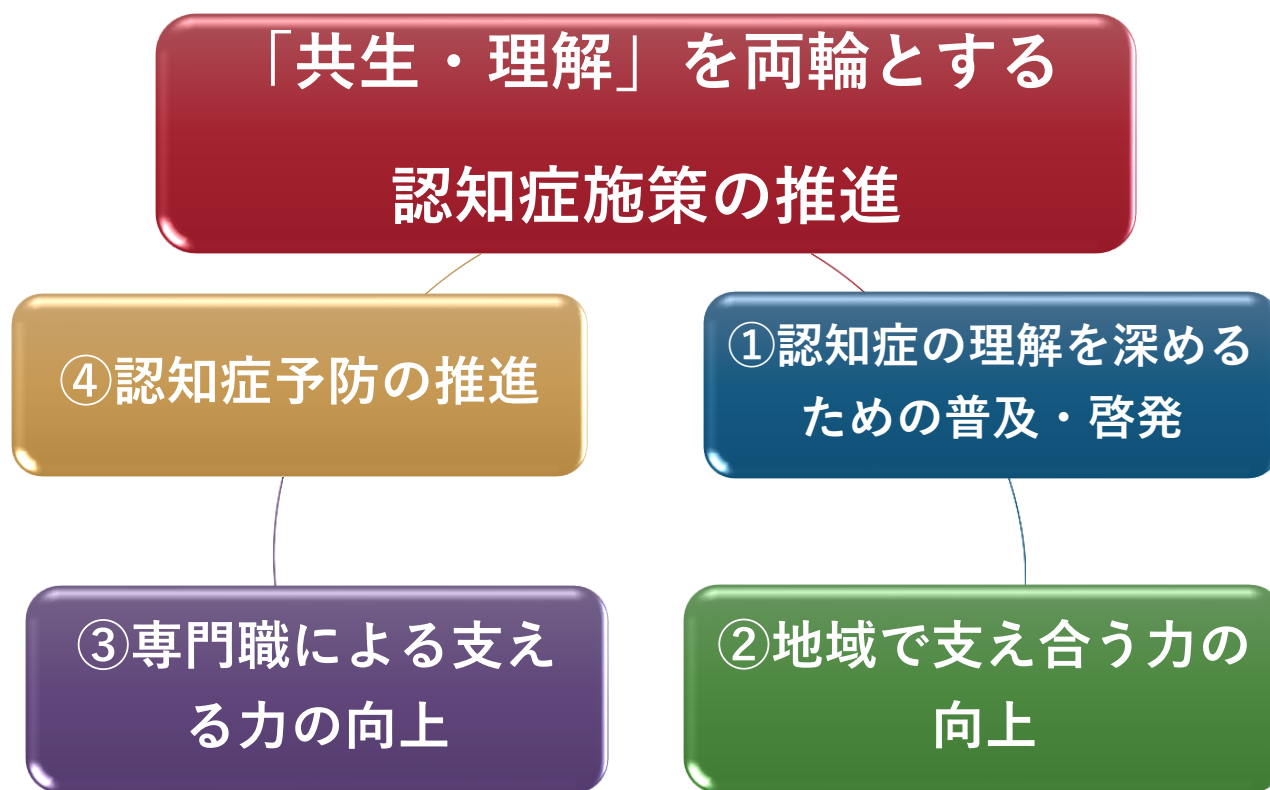 「共生・理解」を両輪とする
認知症施策の推進
①認知症の理解を深める
ための普及・啓発
②地域で支え合う力の
向上
③専門職による支え
る力の向上
④認知症予防の推進